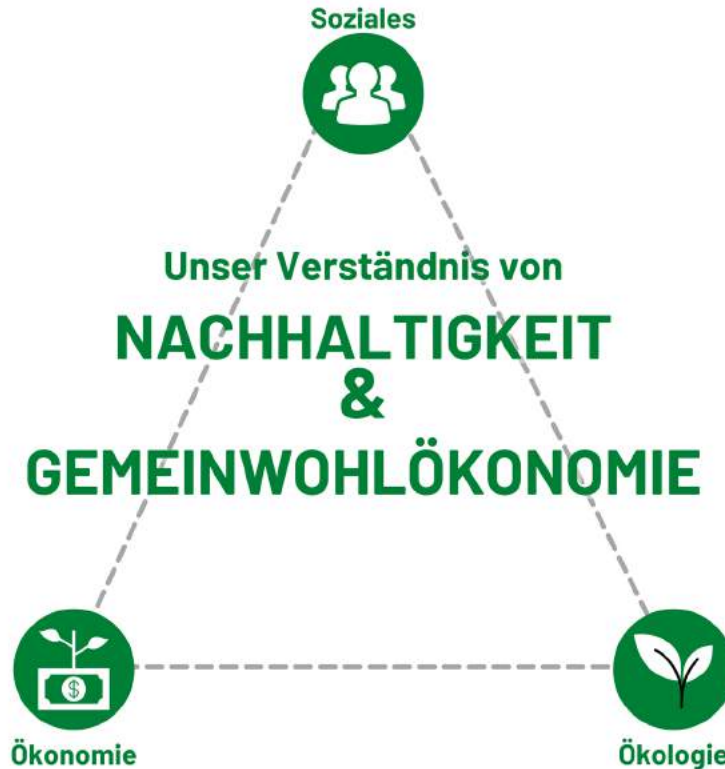 Soziales
Unser Verständnis von
NACHHALTIGKEIT
&
GEMEINWOHLÖKONOMIE
$
Ökonomie
Ökologie